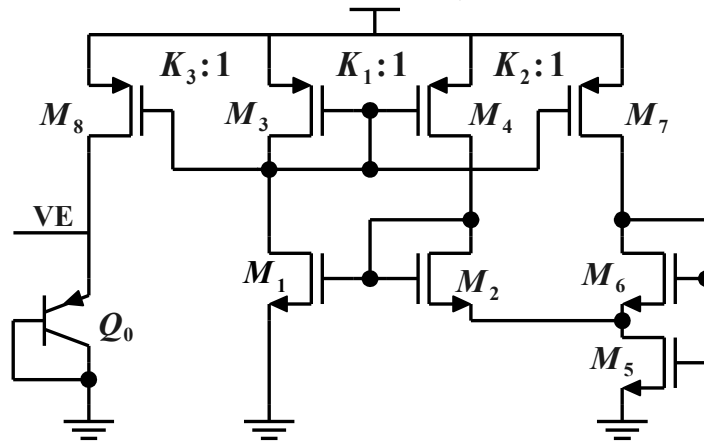 K₃:1 K₁:1 K₂:1
M₈ M₃ M₄ M₇
VE
M₁ M₂ M₆
Q₀
M₅